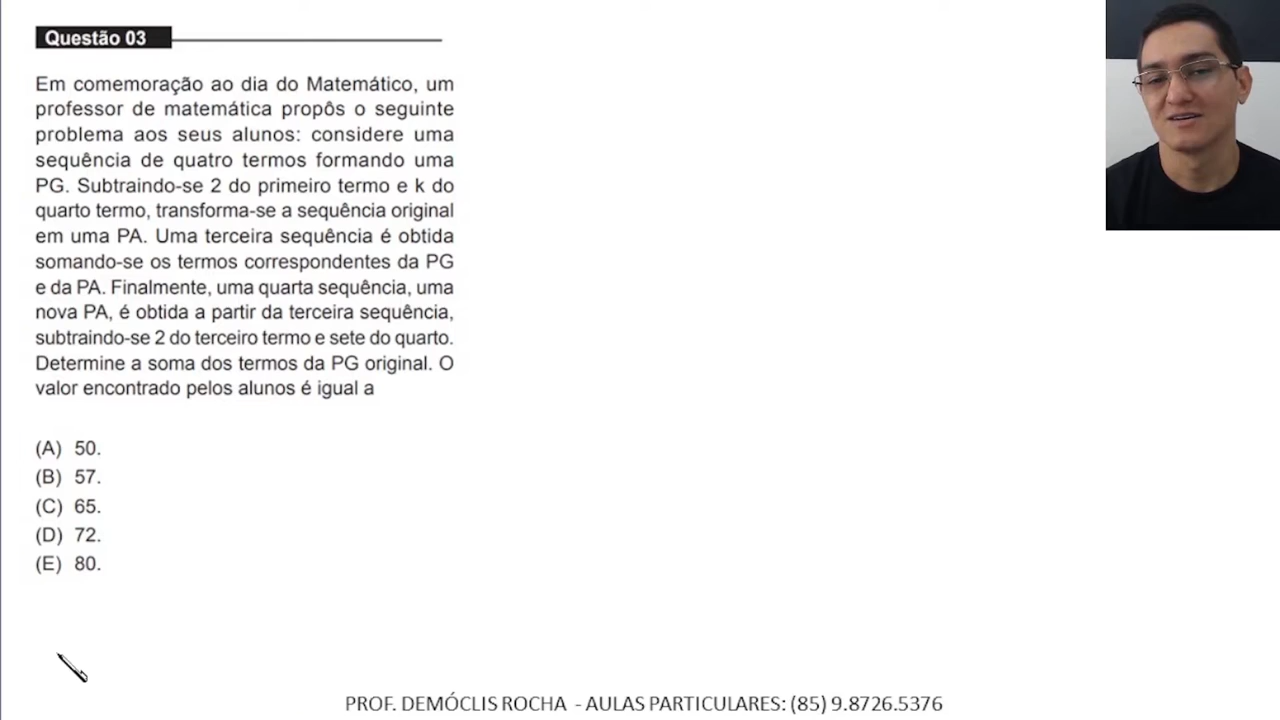 Questão 03
Em comemoração ao dia do Matemático, um
professor de matemática propôs o seguinte
problema aos seus alunos: considere uma
sequência de quatro termos formando uma
PG. Subtraindo-se 2 do primeiro termo e k do
quarto termo, transforma-se a sequência original
em uma PA. Uma terceira sequência é obtida
somando-se os termos correspondentes da PG
e da PA. Finalmente, uma quarta sequência, uma
nova PA, é obtida a partir da terceira sequência,
subtraindo-se 2 do terceiro termo e sete do quarto.
Determine a soma dos termos da PG original. O
valor encontrado pelos alunos é igual a
(A) 50.
(B) 57.
(C) 65.
(D) 72.
(E) 80.
PROF. DEMÓCLIS ROCHA - AULAS PARTICULARES: (85) 9.8726.5376